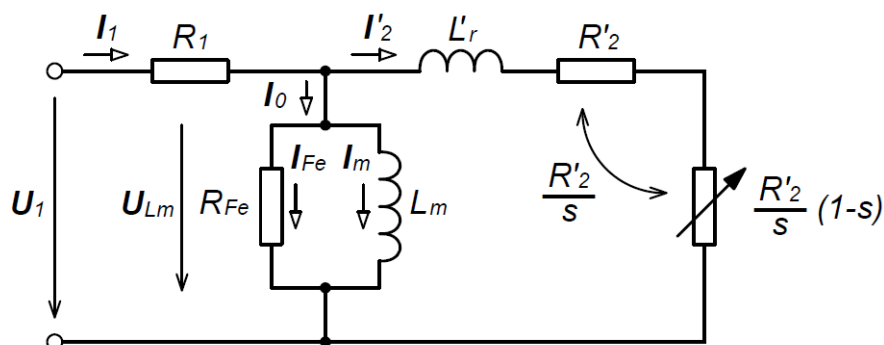 I1
R1
I'2
L'r
R'2
I0
IFe
Im
U1
ULm
RFe
Lm
R'2
s
R'2
s
(1-s)